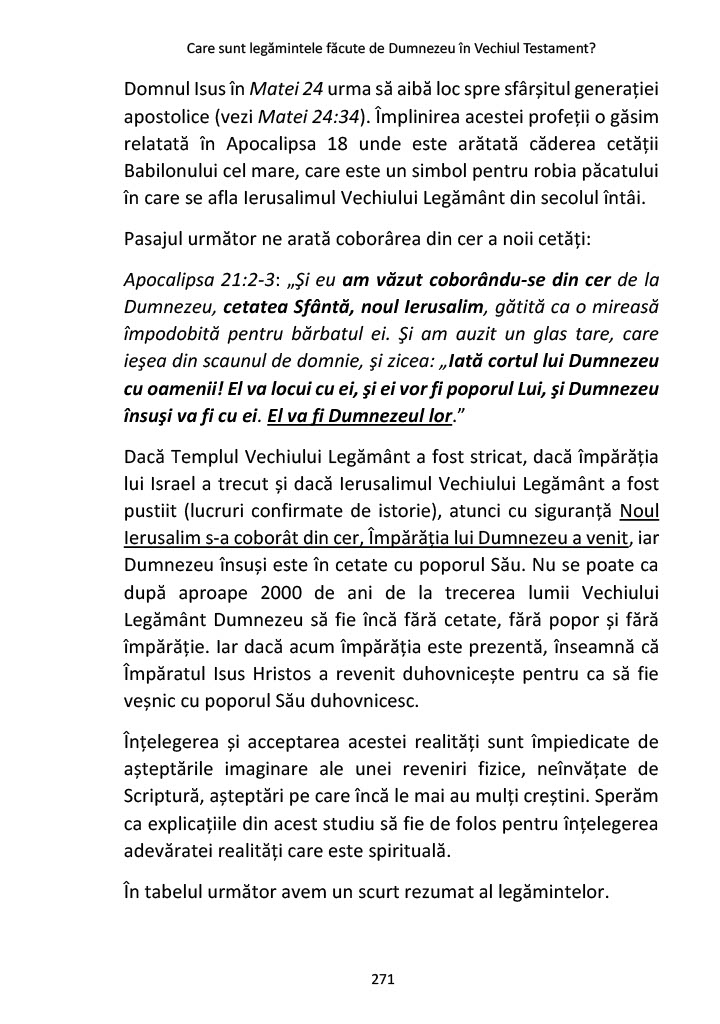 Care sunt legămintele făcute de Dumnezeu în Vechiul Testament?
Domnul Isus în Matei 24 urma să aibă loc spre sfârșitul generației
apostolice (vezi Matei 24:34). Împlinirea acestei profeții o găsim
relatată în Apocalipsa 18 unde este arătată căderea cetății
Babilonului cel mare, care este un simbol pentru robia păcatului
în care se afla Ierusalimul Vechiului Legământ din secolul întâi.
Pasajul următor ne arată coborârea din cer a noii cetăți:
Apocalipsa 21:2-3: „Şi eu am văzut coborându-se din cer de la
Dumnezeu, cetatea Sfântă, noul Ierusalim, gătită ca o mireasă
împodobită pentru bărbatul ei. Şi am auzit un glas tare, care
ieşea din scaunul de domnie, şi zicea: „Iată cortul lui Dumnezeu
cu oamenii! El va locui cu ei, şi ei vor fi poporul Lui, şi Dumnezeu
însuşi va fi cu ei. El va fi Dumnezeul lor.”
Dacă Templul Vechiului Legământ a fost stricat, dacă împărăția
lui Israel a trecut și dacă Ierusalimul Vechiului Legământ a fost
pustiit (lucruri confirmate de istorie), atunci cu siguranță Noul
Ierusalim s-a coborât din cer, Împărăția lui Dumnezeu a venit, iar
Dumnezeu însuși este în cetate cu poporul Său. Nu se poate ca
după aproape 2000 de ani de la trecerea lumii Vechiului
Legământ Dumnezeu să fie încă fără cetate, fără popor și fără
împărăție. Iar dacă acum împărăția este prezentă, înseamnă că
Împăratul Isus Hristos a revenit duhovnicește pentru ca să fie
veșnic cu poporul Său duhovnicesc.
Înțelegerea și acceptarea acestei realități sunt împiedicate de
așteptările imaginare ale unei reveniri fizice, neînvățate de
Scriptură, așteptări pe care încă le mai au mulți creștini. Sperăm
ca explicațiile din acest studiu să fie de folos pentru înțelegerea
adevăratei realități care este spirituală.
În tabelul următor avem un scurt rezumat al legămintelor.
271